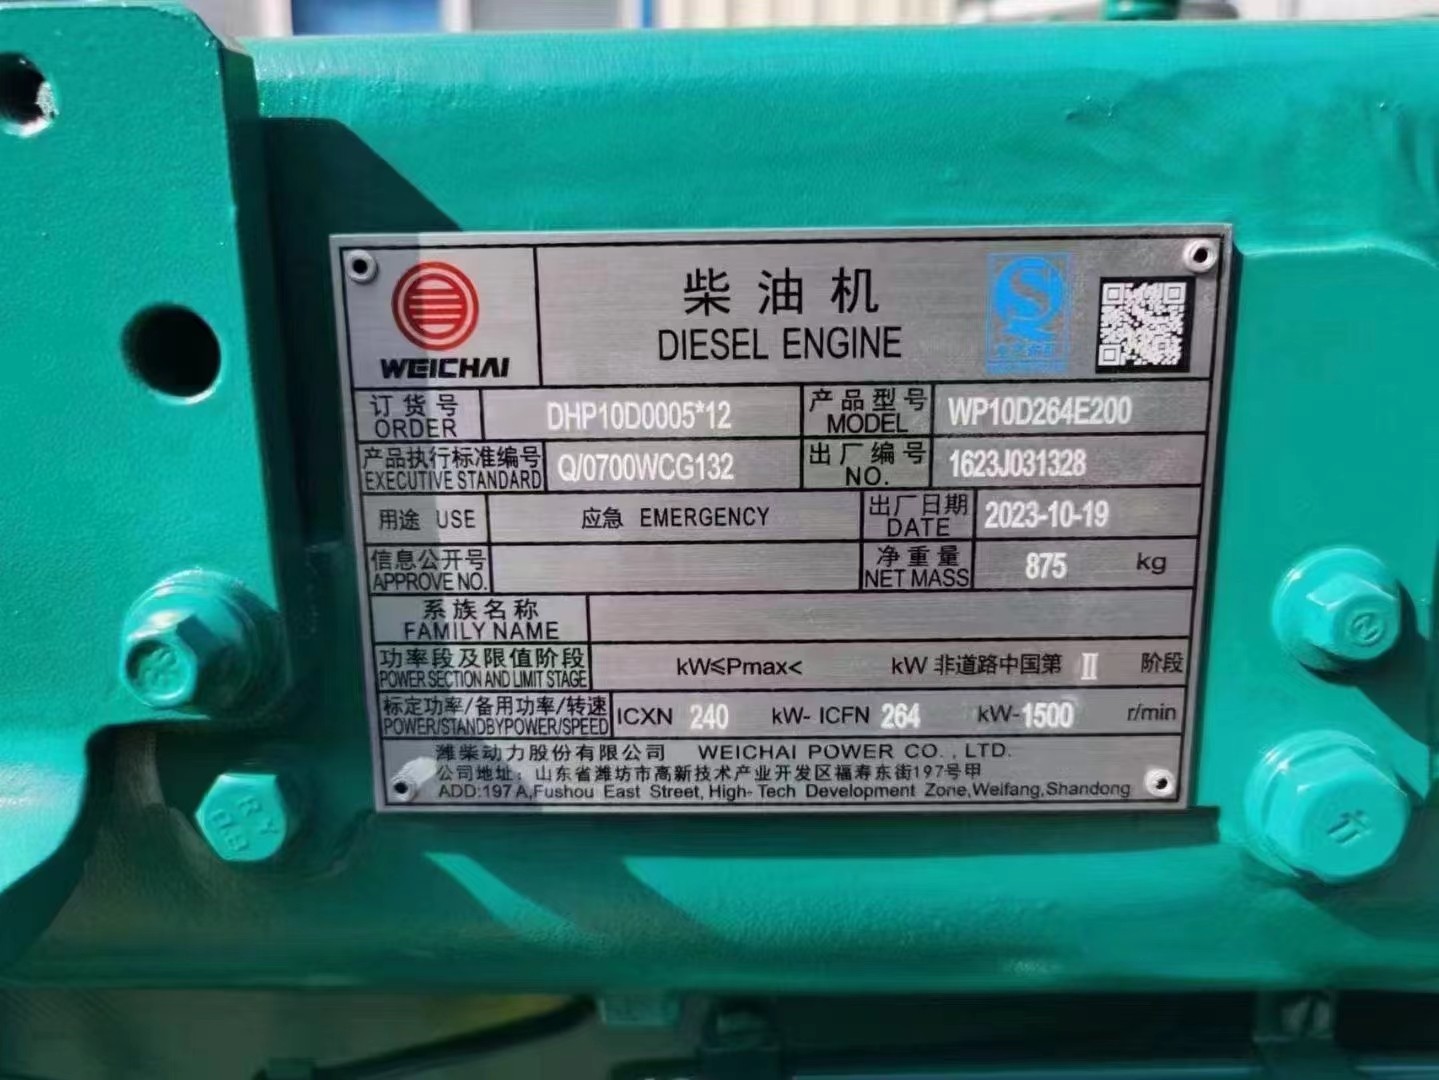 WEICHAI
柴油机
DIESEL ENGINE
订货号
ORDER
DHP10D0005*12
产品型号
MODEL
WP10D264E200
产品执行标准编号
EXECUTIVE STANDARD
Q/0700WCG132
出厂编号
NO.
1623J031328
用途 USE
应急 EMERGENCY
出厂日期
DATE
2023-10-19
信息公开号
APPROVE NO.
净重量
NET MASS
875 kg
系族名称
FAMILY NAME
功率段及限值阶段
POWER SECTION AND LIMIT STAGE
kW≤Pmax< kW 非道路中国第 Ⅱ 阶段
标定功率/备用功率/转速
POWER/STANDBYPOWER/SPEED
ICXN 240 kW- ICFN 264 kW-1500 r/min
潍柴动力股份有限公司 WEICHAI POWER CO., LTD.
公司地址: 山东省潍坊市高新技术产业开发区福寿东街197号甲
ADD:197 A,Fushou East Street, High- Tech Development Zone,Weifang,Shandong